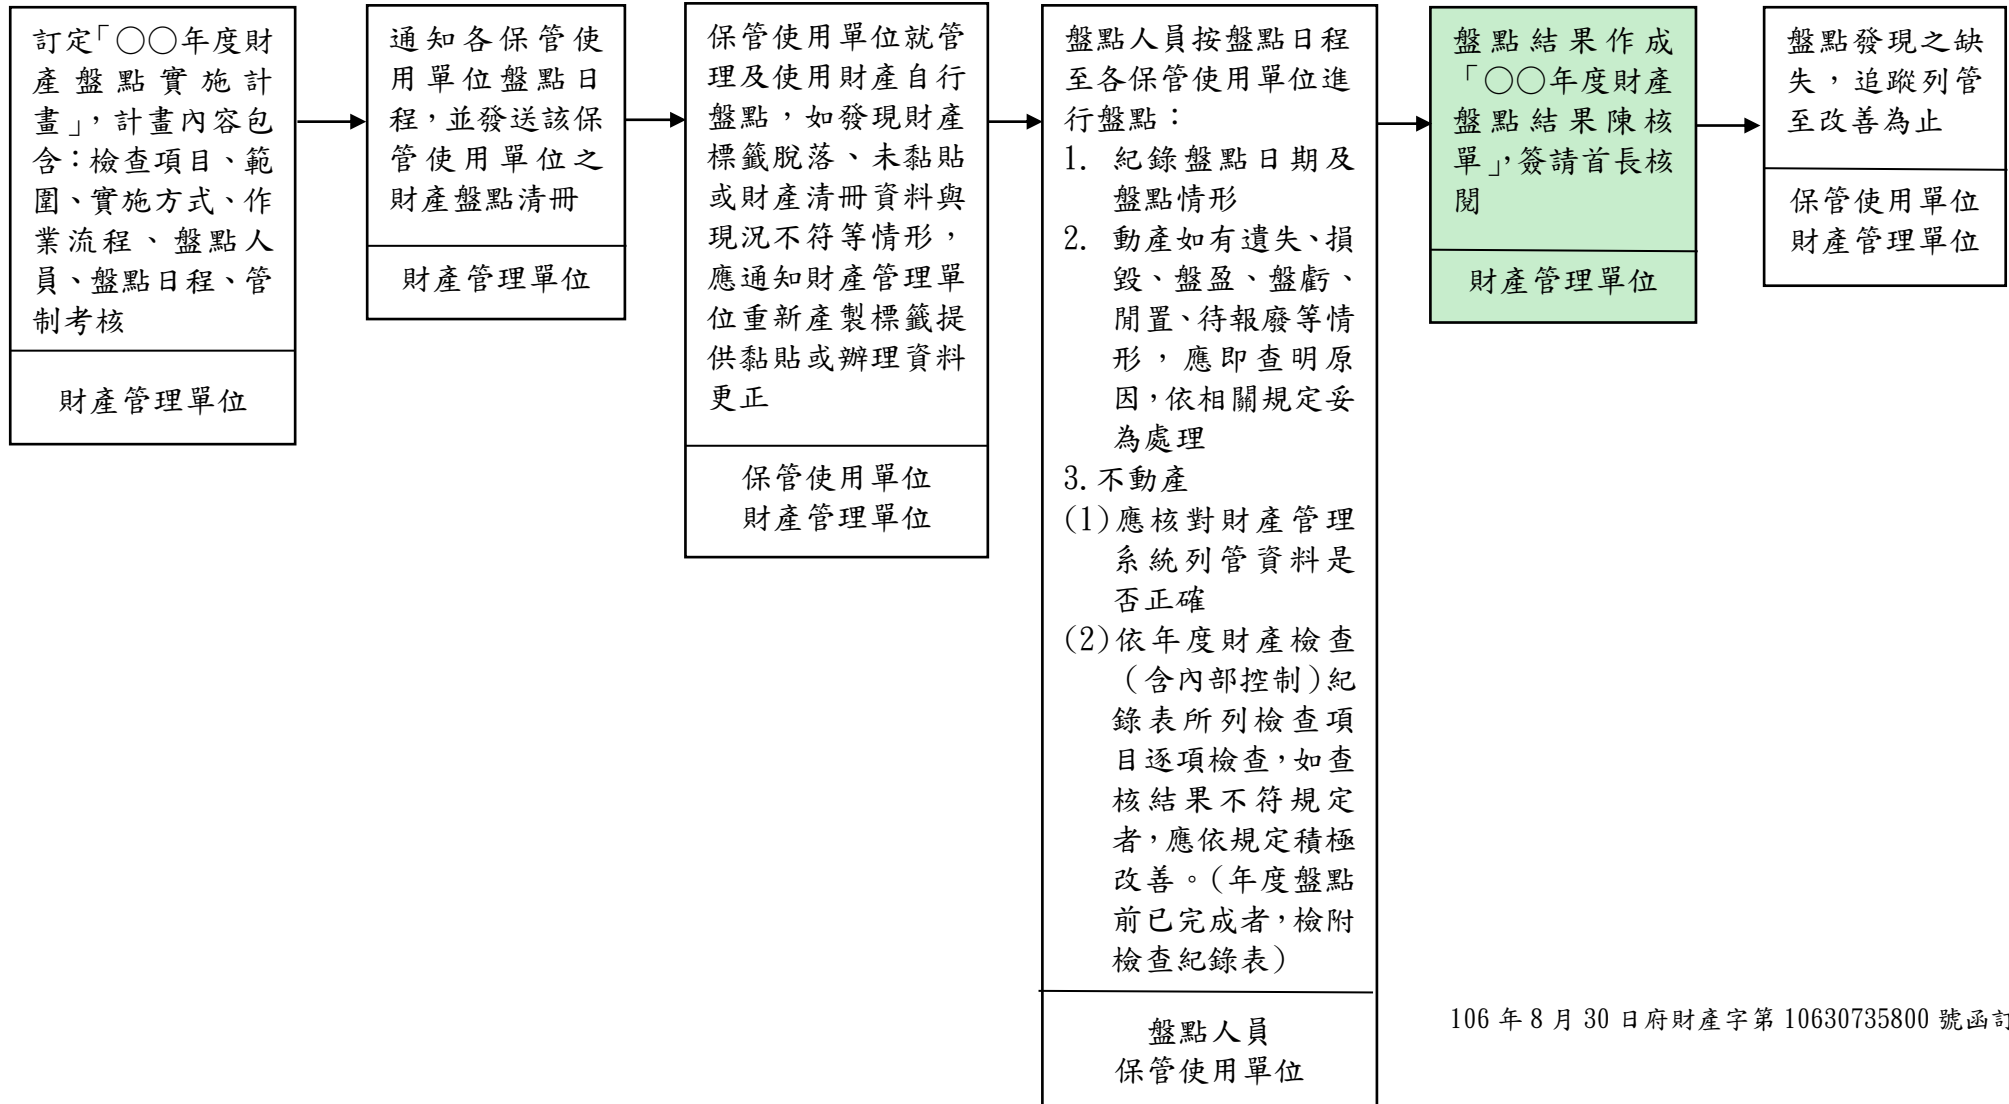 訂定「○○年度財
產盤點實施計
畫」,計畫內容包
含:檢查項目、範
圍、實施方式、作
業流程、盤點人
員、盤點日程、管
制考核
財產管理單位
通知各保管使
用單位盤點日
程,並發送該保
管使用單位之
財產盤點清冊
財產管理單位
保管使用單位就管
理及使用財產自行
盤點,如發現財產
標籤脫落、未黏貼
或財產清冊資料與
現況不符等情形,
應通知財產管理單
位重新產製標籤提
供黏貼或辦理資料
更正
保管使用單位
財產管理單位
盤點人員按盤點日程
至各保管使用單位進
行盤點:
1. 紀錄盤點日期及
盤點情形
2. 動產如有遺失、損
毀、盤盈、盤虧、
閒置、待報廢等情
形,應即查明原
因,依相關規定妥
為處理
3.不動產
(1)應核對財產管理
系統列管資料是
否正確
(2)依年度財產檢查
(含內部控制)紀
錄表所列檢查項
目逐項檢查,如查
核結果不符規定
者,應依規定積極
改善。(年度盤點
前已完成者,檢附
檢查紀錄表)
盤點人員
保管使用單位
盤點結果作成
「○○年度財產
盤點結果陳核
單」,簽請首長核
閱
財產管理單位
盤點發現之缺
失,追蹤列管
至改善為止
保管使用單位
財產管理單位
106 年 8 月 30 日府財產字第 10630735800 號函訂